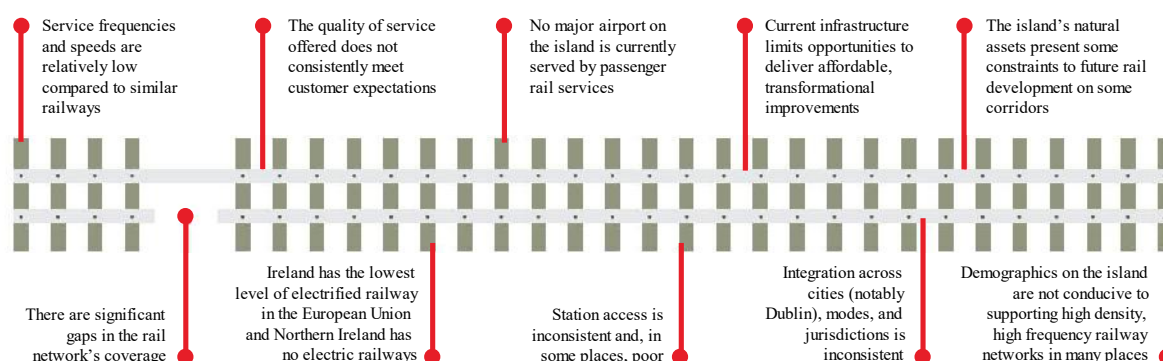 Service frequencies
and speeds are
relatively low
compared to similar
railways
The quality of service
offered does not
consistently meet
customer expectations
No major airport on
the island is currently
served by passenger
rail services
Current infrastructure
limits opportunities to
deliver affordable,
transformational
improvements
The island’s natural
assets present some
constraints to future rail
development on some
corridors
There are significant
gaps in the rail
network’s coverage
Ireland has the lowest
level of electrified railway
in the European Union
and Northern Ireland has
no electric railways
Station access is
inconsistent and, in
some places, poor
Integration across
cities (notably
Dublin), modes, and
jurisdictions is
inconsistent
Demographics on the island
are not conducive to
supporting high density,
high frequency railway
networks in many places